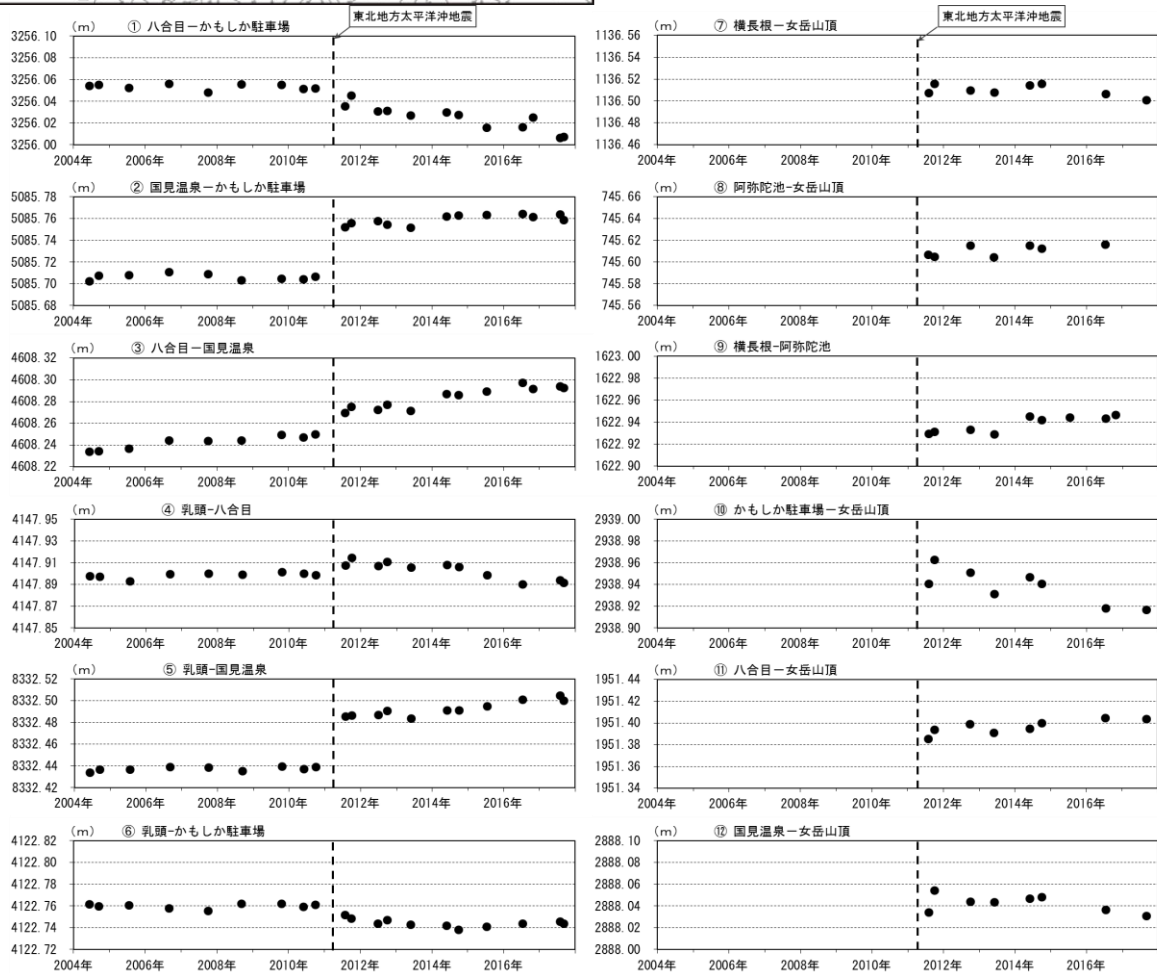 東北地方太平洋沖地震
(m) ① 八合目ーかもしか駐車場
3256.10
3256.08
3256.06
3256.04
3256.02
3256.00
2004年 2006年 2008年 2010年 2012年 2014年 2016年
(m) ② 国見温泉ーかもしか駐車場
5085.78
5085.76
5085.74
5085.72
5085.70
5085.68
2004年 2006年 2008年 2010年 2012年 2014年 2016年
(m) ③ 八合目ー国見温泉
4608.32
4608.30
4608.28
4608.26
4608.24
4608.22
2004年 2006年 2008年 2010年 2012年 2014年 2016年
(m) ④ 乳頭-八合目
4147.95
4147.93
4147.91
4147.89
4147.87
4147.85
2004年 2006年 2008年 2010年 2012年 2014年 2016年
(m) ⑤ 乳頭-国見温泉
8332.52
8332.50
8332.48
8332.46
8332.44
8332.42
2004年 2006年 2008年 2010年 2012年 2014年 2016年
(m) ⑥ 乳頭-かもしか駐車場
4122.82
4122.80
4122.78
4122.76
4122.74
4122.72
2004年 2006年 2008年 2010年 2012年 2014年 2016年
東北地方太平洋沖地震
(m) ⑦ 横長根ー女岳山頂
1136.56
1136.54
1136.52
1136.50
1136.48
1136.46
2004年 2006年 2008年 2010年 2012年 2014年 2016年
(m) ⑧ 阿弥陀池-女岳山頂
745.66
745.64
745.62
745.60
745.58
745.56
2004年 2006年 2008年 2010年 2012年 2014年 2016年
(m) ⑨ 横長根-阿弥陀池
1623.00
1622.98
1622.96
1622.94
1622.92
1622.90
2004年 2006年 2008年 2010年 2012年 2014年 2016年
(m) ⑩ かもしか駐車場ー女岳山頂
2939.00
2938.98
2938.96
2938.94
2938.92
2938.90
2004年 2006年 2008年 2010年 2012年 2014年 2016年
(m) ⑪ 八合目ー女岳山頂
1951.44
1951.42
1951.40
1951.38
1951.36
1951.34
2004年 2006年 2008年 2010年 2012年 2014年 2016年
(m) ⑫ 国見温泉ー女岳山頂
2888.10
2888.08
2888.06
2888.04
2888.02
2888.00
2004年 2006年 2008年 2010年 2012年 2014年 2016年